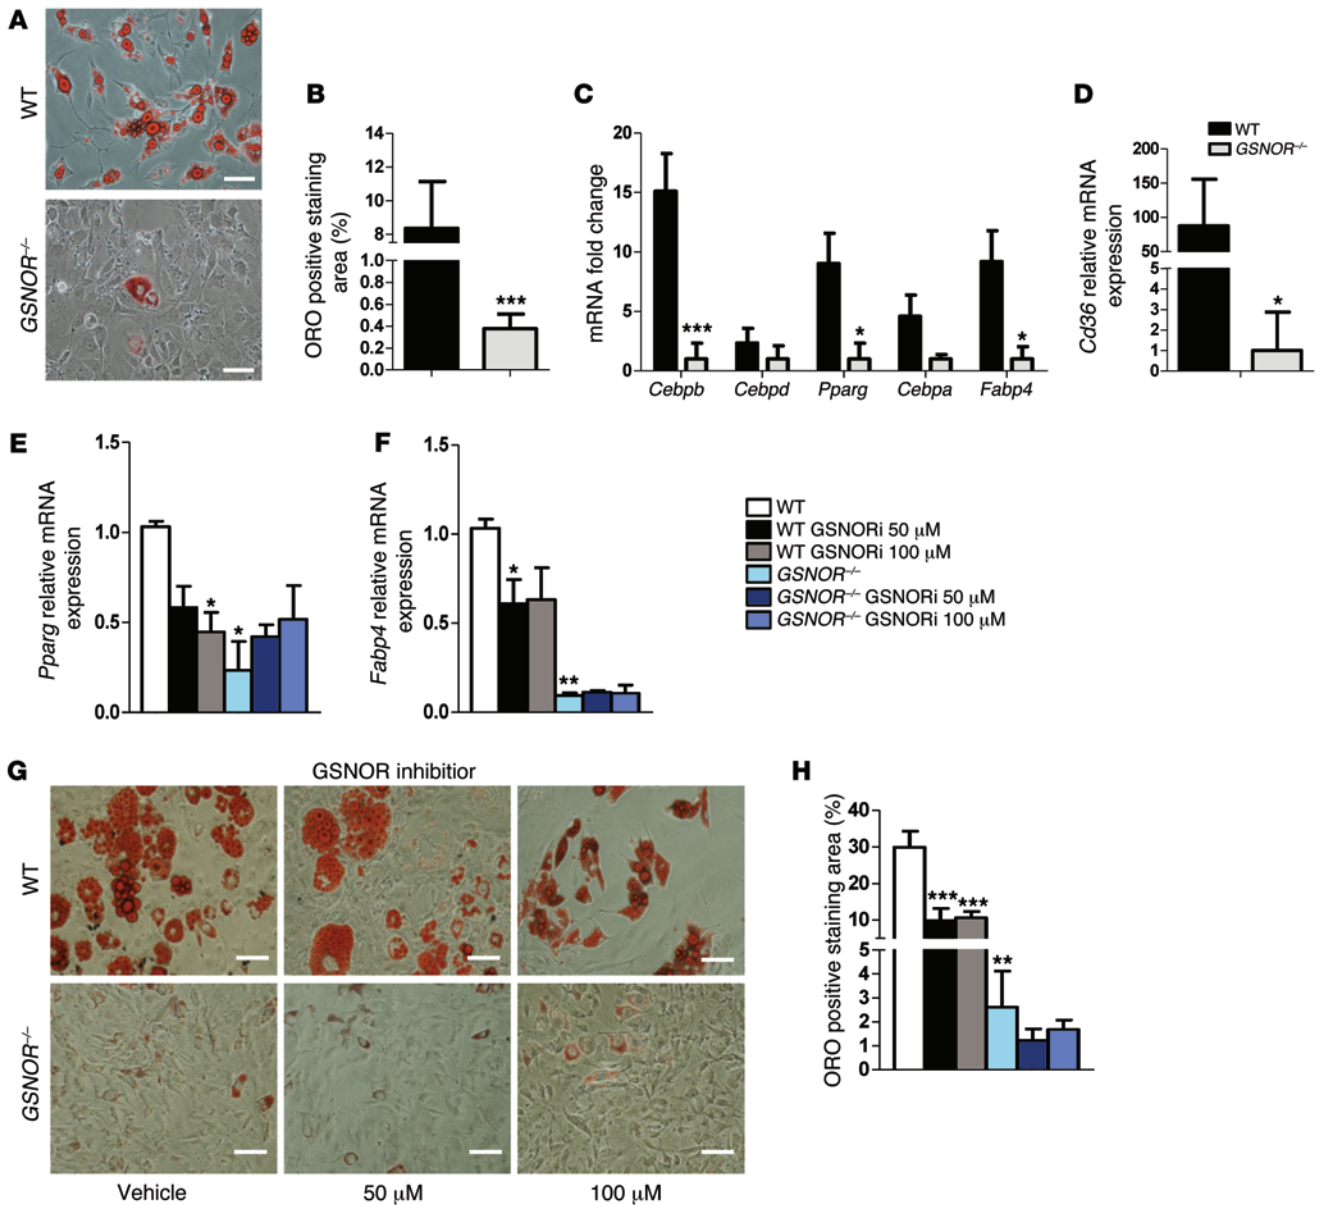 A
WT
GSNOR–/–
B
ORO positive staining
area (%)
14
12
10
8
1.0
0.8
0.6
0.4
0.2
0.0
***
C
mRNA fold change
20
15
10
5
0
***
*
*
Cebpb Cebpd Pparg Cebpa Fabp4
D
WT
GSNOR–/–
Cd36 relative mRNA
expression
200
150
100
50
5
4
3
2
1
0
*
E
Pparg relative mRNA
expression
1.5
1.0
0.5
0.0
*
*
F
Fabp4 relative mRNA
expression
1.5
1.0
0.5
0.0
*
**
WT
WT GSNORi 50 μM
WT GSNORi 100 μM
GSNOR–/–
GSNOR–/– GSNORi 50 μM
GSNOR–/– GSNORi 100 μM
G
GSNOR inhibitior
WT
GSNOR–/–
Vehicle 50 μM 100 μM
H
ORO positive staining area (%)
40
30
20
10
5
4
3
2
1
0
*** ***
**